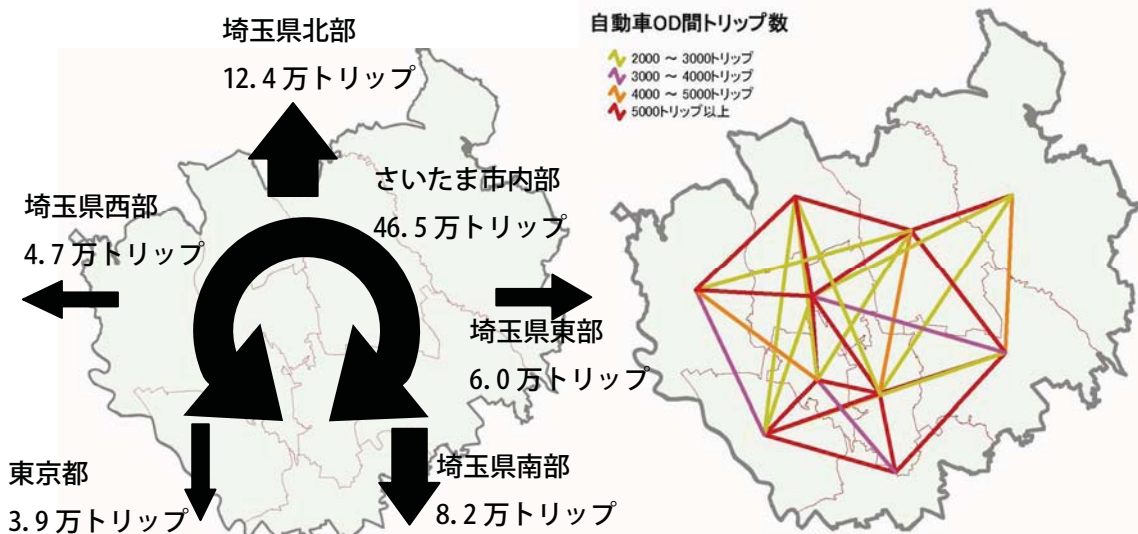 埼玉県北部
12.4万トリップ
さいたま市内部
46.5万トリップ
埼玉県西部
4.7万トリップ
埼玉県東部
6.0万トリップ
東京都
3.9万トリップ
埼玉県南部
8.2万トリップ
自動車OD間トリップ数
2000 ～ 3000トリップ
3000 ～ 4000トリップ
4000 ～ 5000トリップ
5000トリップ以上